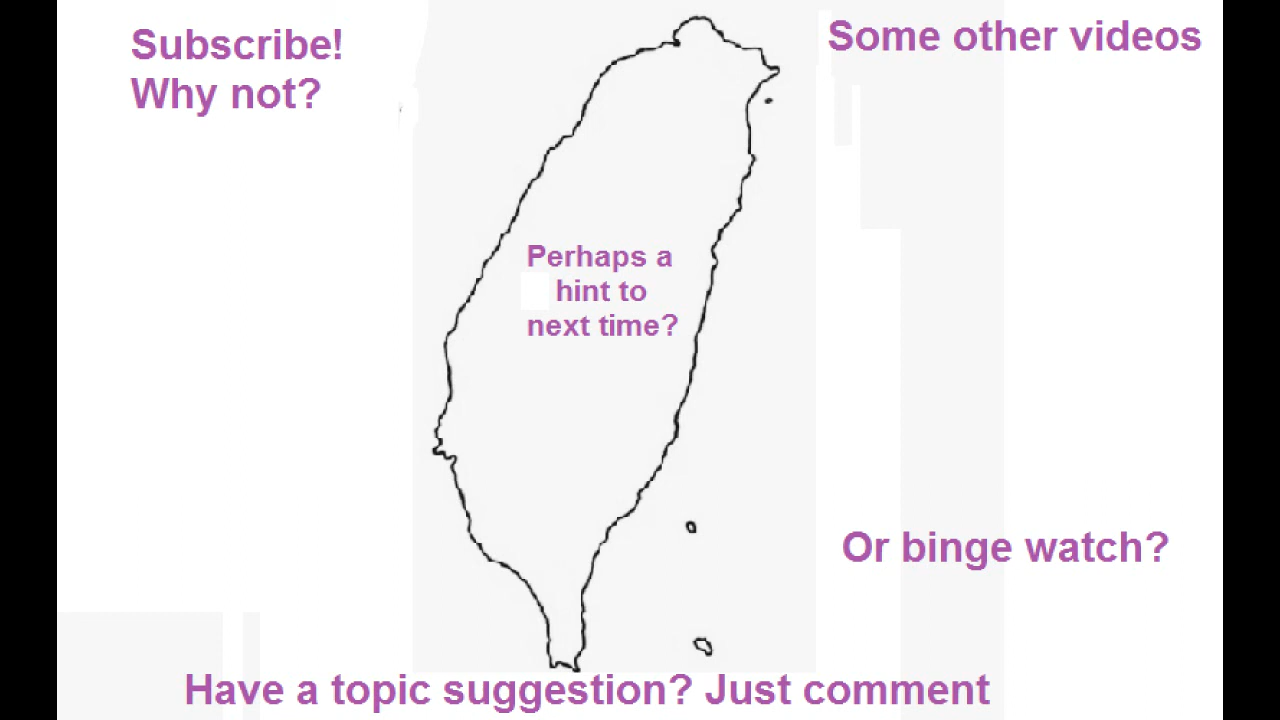 Subscribe!
Why not?
Some other videos
Perhaps a
hint to
next time?
Or binge watch?
Have a topic suggestion? Just comment